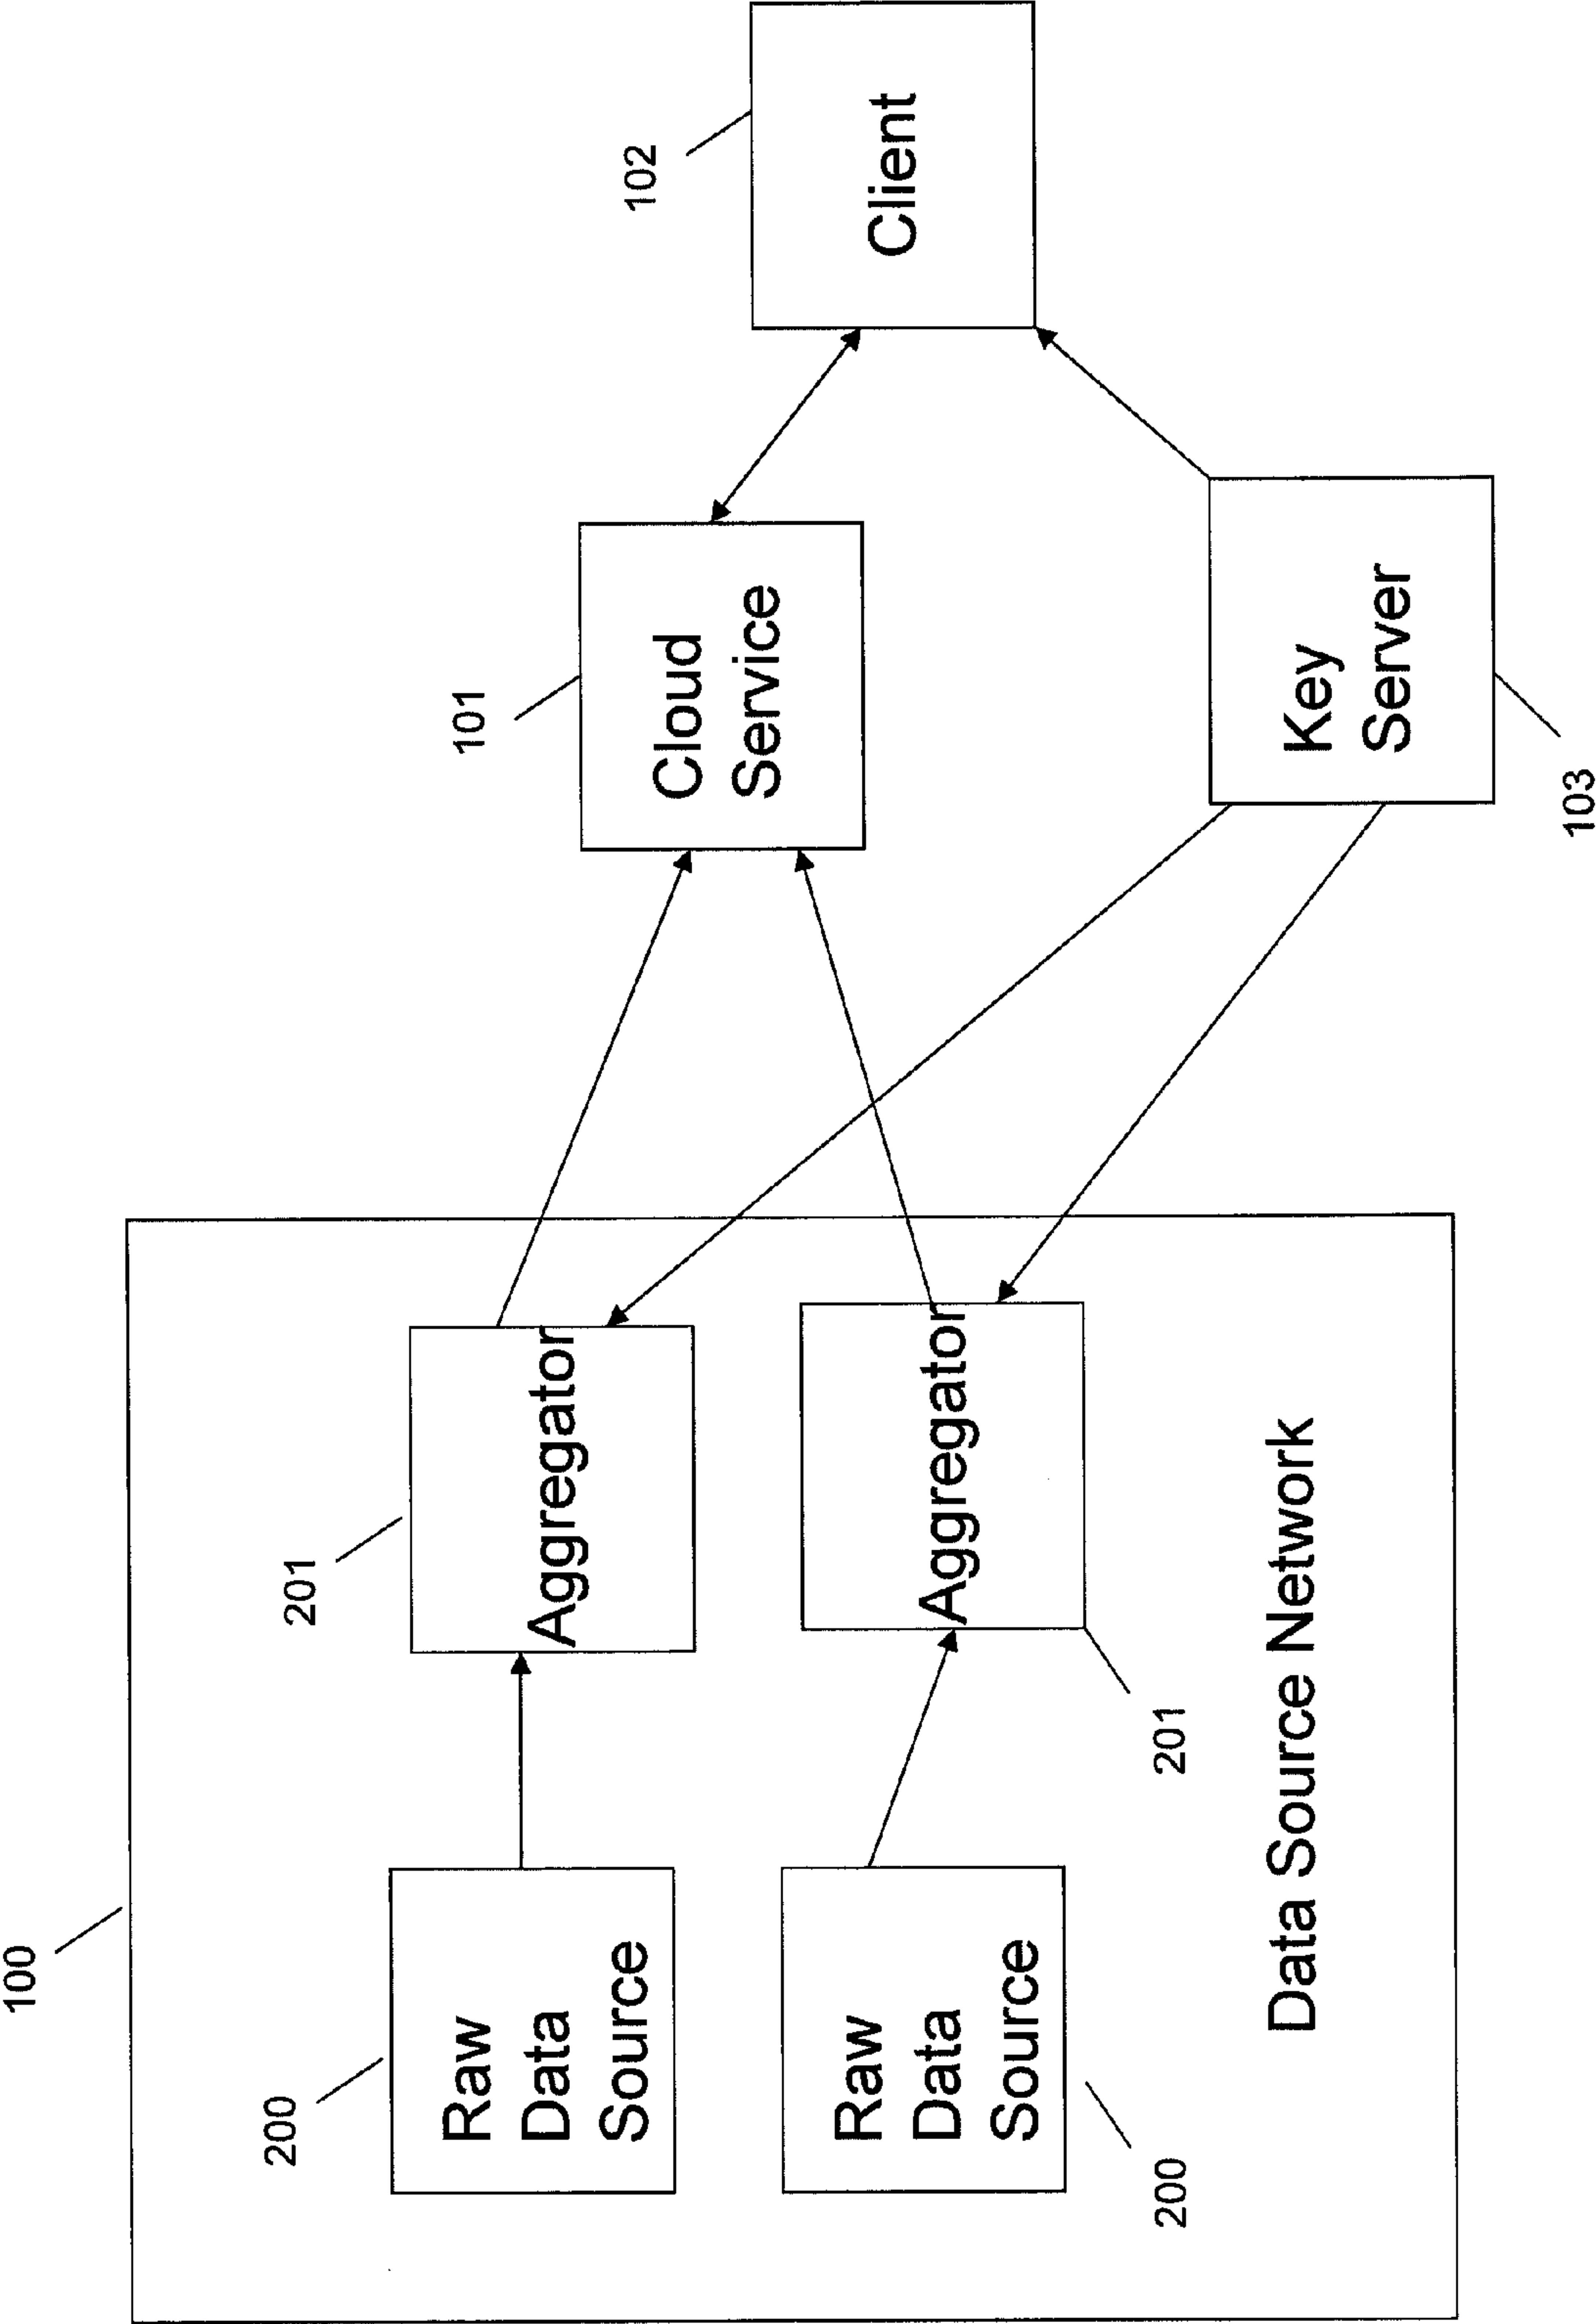 100
200
Raw
Data
Source
201
Aggregator
101
Cloud
Service
102
Client
Raw
Data
Source
200
Aggregator
201
Key
Server
103
Data Source Network